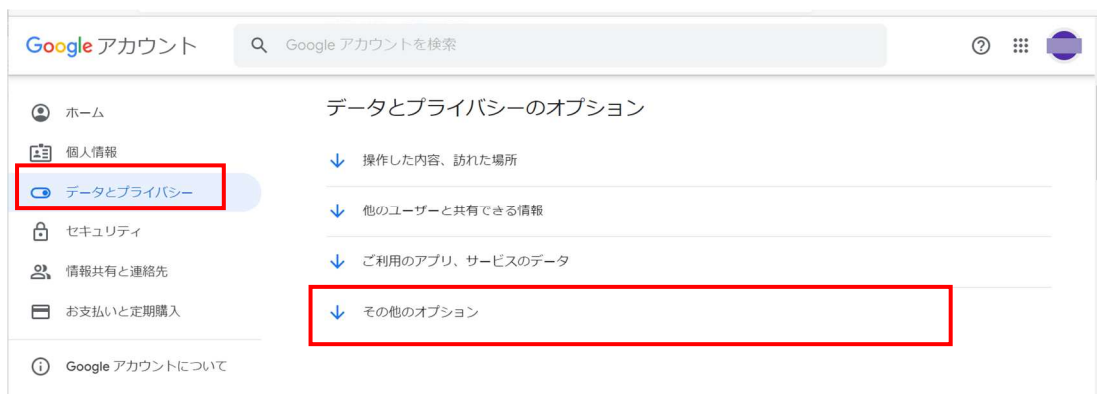 Google アカウント
Google アカウントを検索
ホーム
個人情報
データとプライバシー
セキュリティ
情報共有と連絡先
お支払いと定期購入
Google アカウントについて
データとプライバシーのオプション
操作した内容、訪れた場所
他のユーザーと共有できる情報
ご利用のアプリ、サービスのデータ
その他のオプション